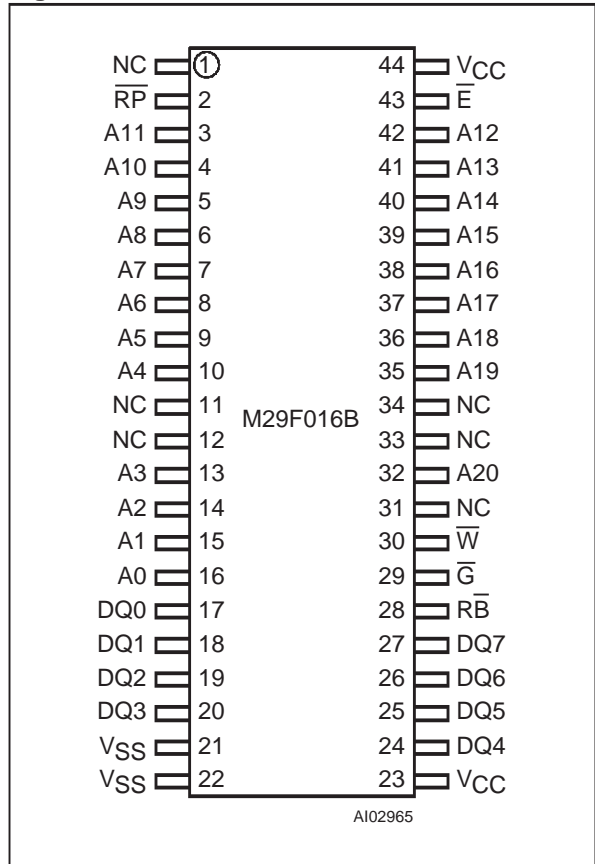 NC 1 44 VCC
R̅P̅ 2 43 E̅
A11 3 42 A12
A10 4 41 A13
A9 5 40 A14
A8 6 39 A15
A7 7 38 A16
A6 8 37 A17
A5 9 36 A18
A4 10 35 A19
NC 11 M29F016B 34 NC
NC 12 33 NC
A3 13 32 A20
A2 14 31 NC
A1 15 30 W̅
A0 16 29 G̅
DQ0 17 28 RB̅
DQ1 18 27 DQ7
DQ2 19 26 DQ6
DQ3 20 25 DQ5
VSS 21 24 DQ4
VSS 22 23 VCC
AI02965